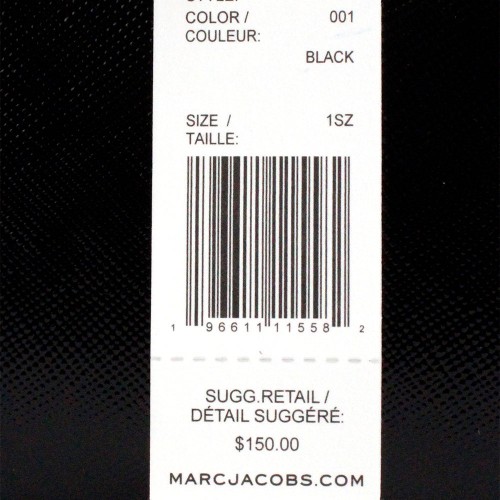 COLOR / 001
COULEUR:
BLACK
SIZE / 1SZ
TAILLE:
1 96611 11558 2
SUGG.RETAIL /
DÉTAIL SUGGÉRÉ:
$150.00
MARCJACOBS.COM